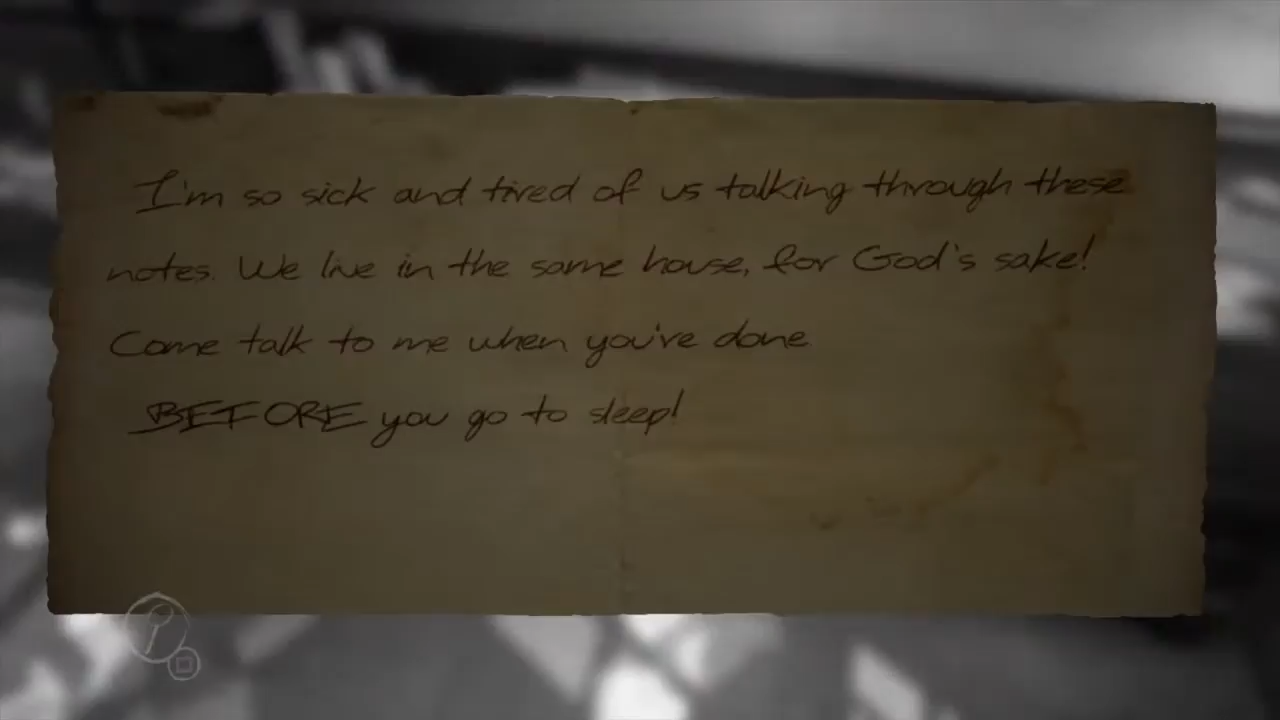 I'm so sick and tired of us talking through these
notes. We live in the same house, for God's sake!
Come talk to me when you're done.
BEFORE you go to sleep!